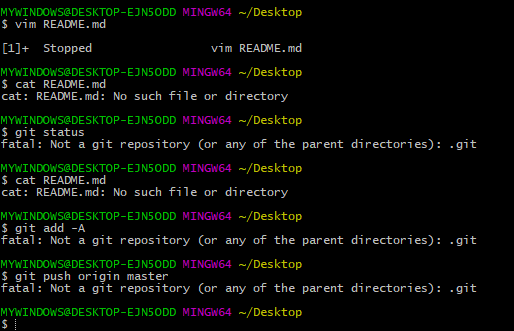 MYWINDOWS@DESKTOP-EJN5ODD MINGW64 ~/Desktop
$ vim README.md
[1]+  Stopped                 vim README.md
MYWINDOWS@DESKTOP-EJN5ODD MINGW64 ~/Desktop
$ cat README.md
cat: README.md: No such file or directory
MYWINDOWS@DESKTOP-EJN5ODD MINGW64 ~/Desktop
$ git status
fatal: Not a git repository (or any of the parent directories): .git
MYWINDOWS@DESKTOP-EJN5ODD MINGW64 ~/Desktop
$ cat README.md
cat: README.md: No such file or directory
MYWINDOWS@DESKTOP-EJN5ODD MINGW64 ~/Desktop
$ git add -A
fatal: Not a git repository (or any of the parent directories): .git
MYWINDOWS@DESKTOP-EJN5ODD MINGW64 ~/Desktop
$ git push origin master
fatal: Not a git repository (or any of the parent directories): .git
MYWINDOWS@DESKTOP-EJN5ODD MINGW64 ~/Desktop
$